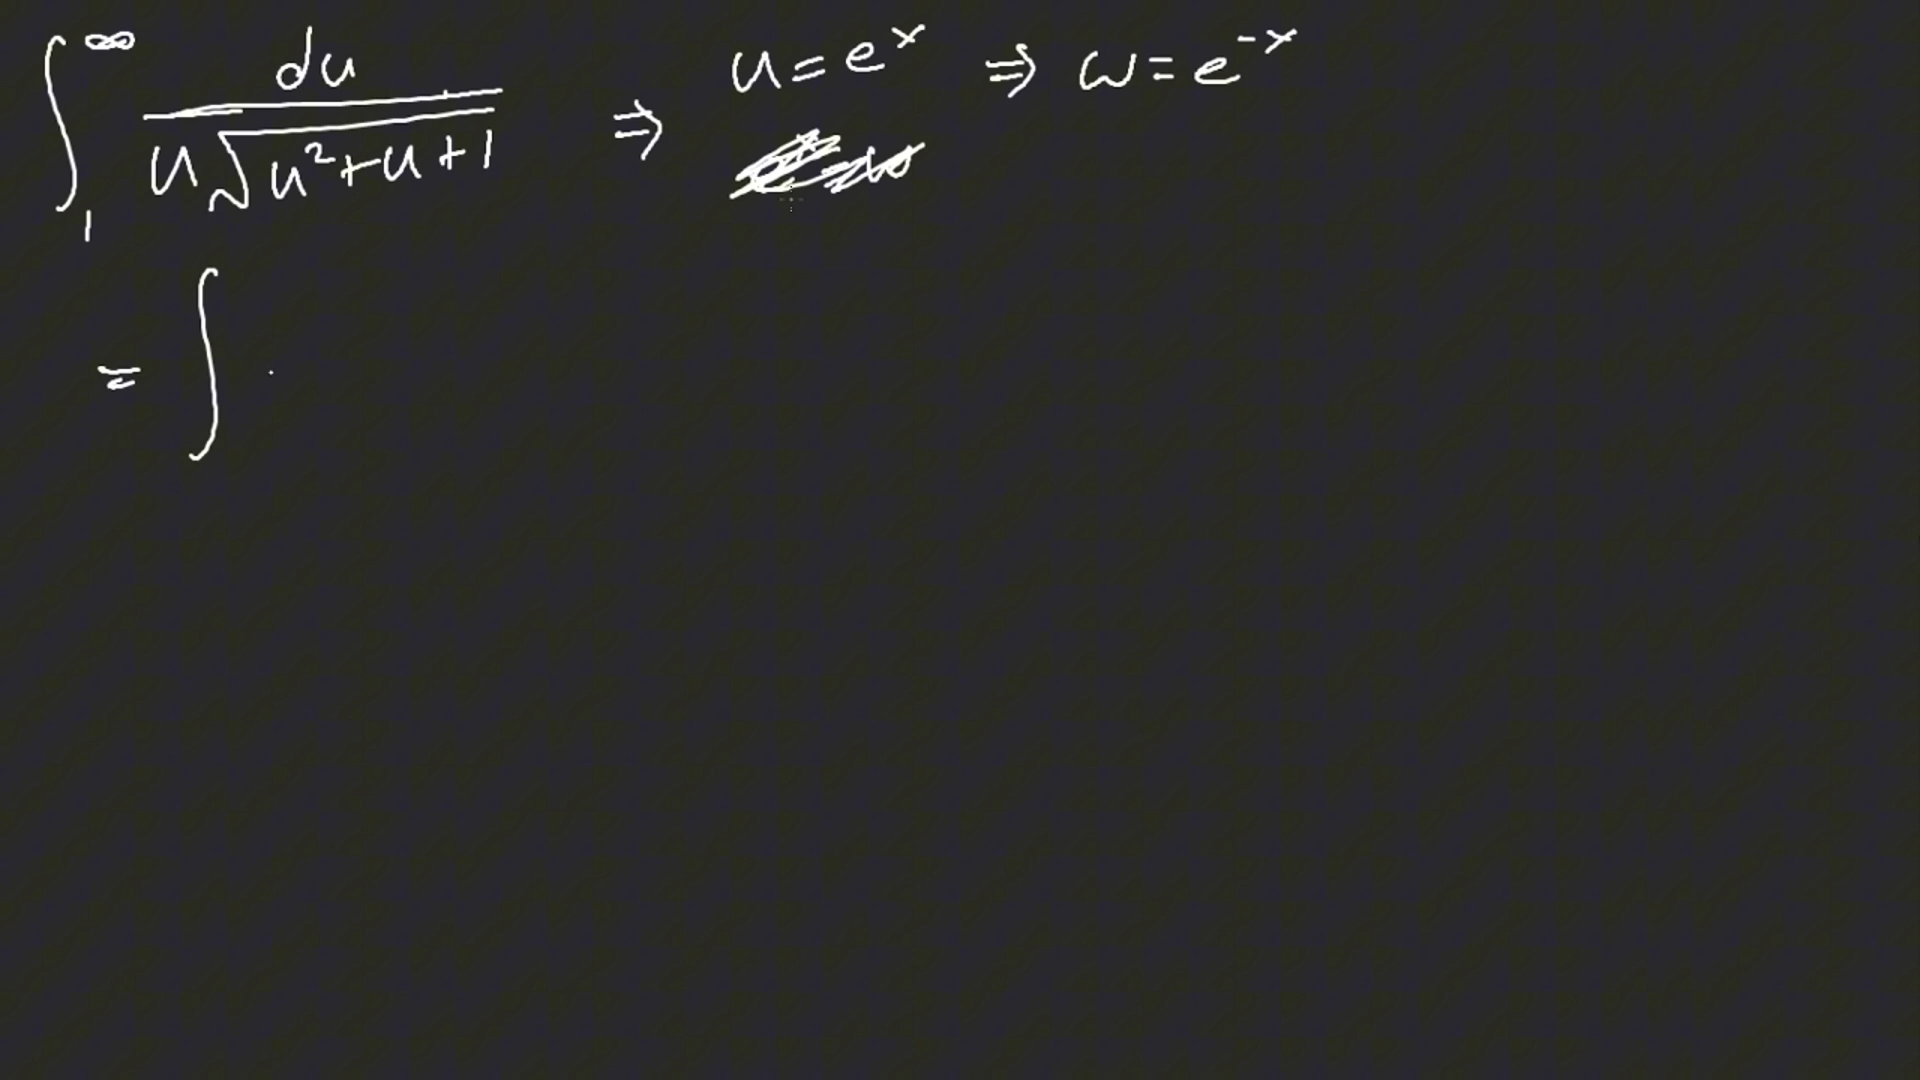 ∫₁^∞ du / (u√(u²+u+1)) ⇒ u = e^x ⇒ ω = e^-x
= ∫